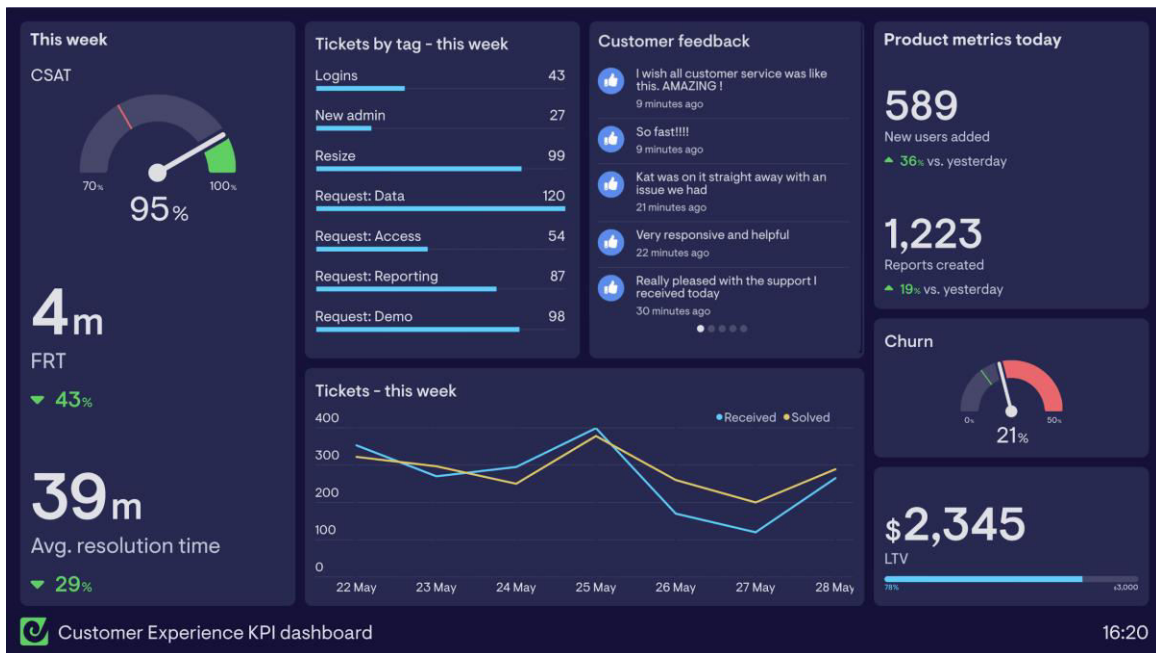 This week
CSAT
70%
100%
95%
4m
FRT
43%
39m
Avg. resolution time
29%
Tickets by tag - this week
Logins 43
New admin 27
Resize 99
Request: Data 120
Request: Access 54
Request: Reporting 87
Request: Demo 98
Customer feedback
I wish all customer service was like
this. AMAZING !
9 minutes ago
So fast!!!!
9 minutes ago
Kat was on it straight away with an
issue we had
21 minutes ago
Very responsive and helpful
22 minutes ago
Really pleased with the support I
received today
30 minutes ago
Tickets - this week
Received Solved
400
300
200
100
0
22 May 23 May 24 May 25 May 26 May 27 May 28 May
Product metrics today
589
New users added
36% vs. yesterday
1,223
Reports created
19% vs. yesterday
Churn
0% 50%
21%
$2,345
LTV
78% $3,000
Customer Experience KPI dashboard
16:20